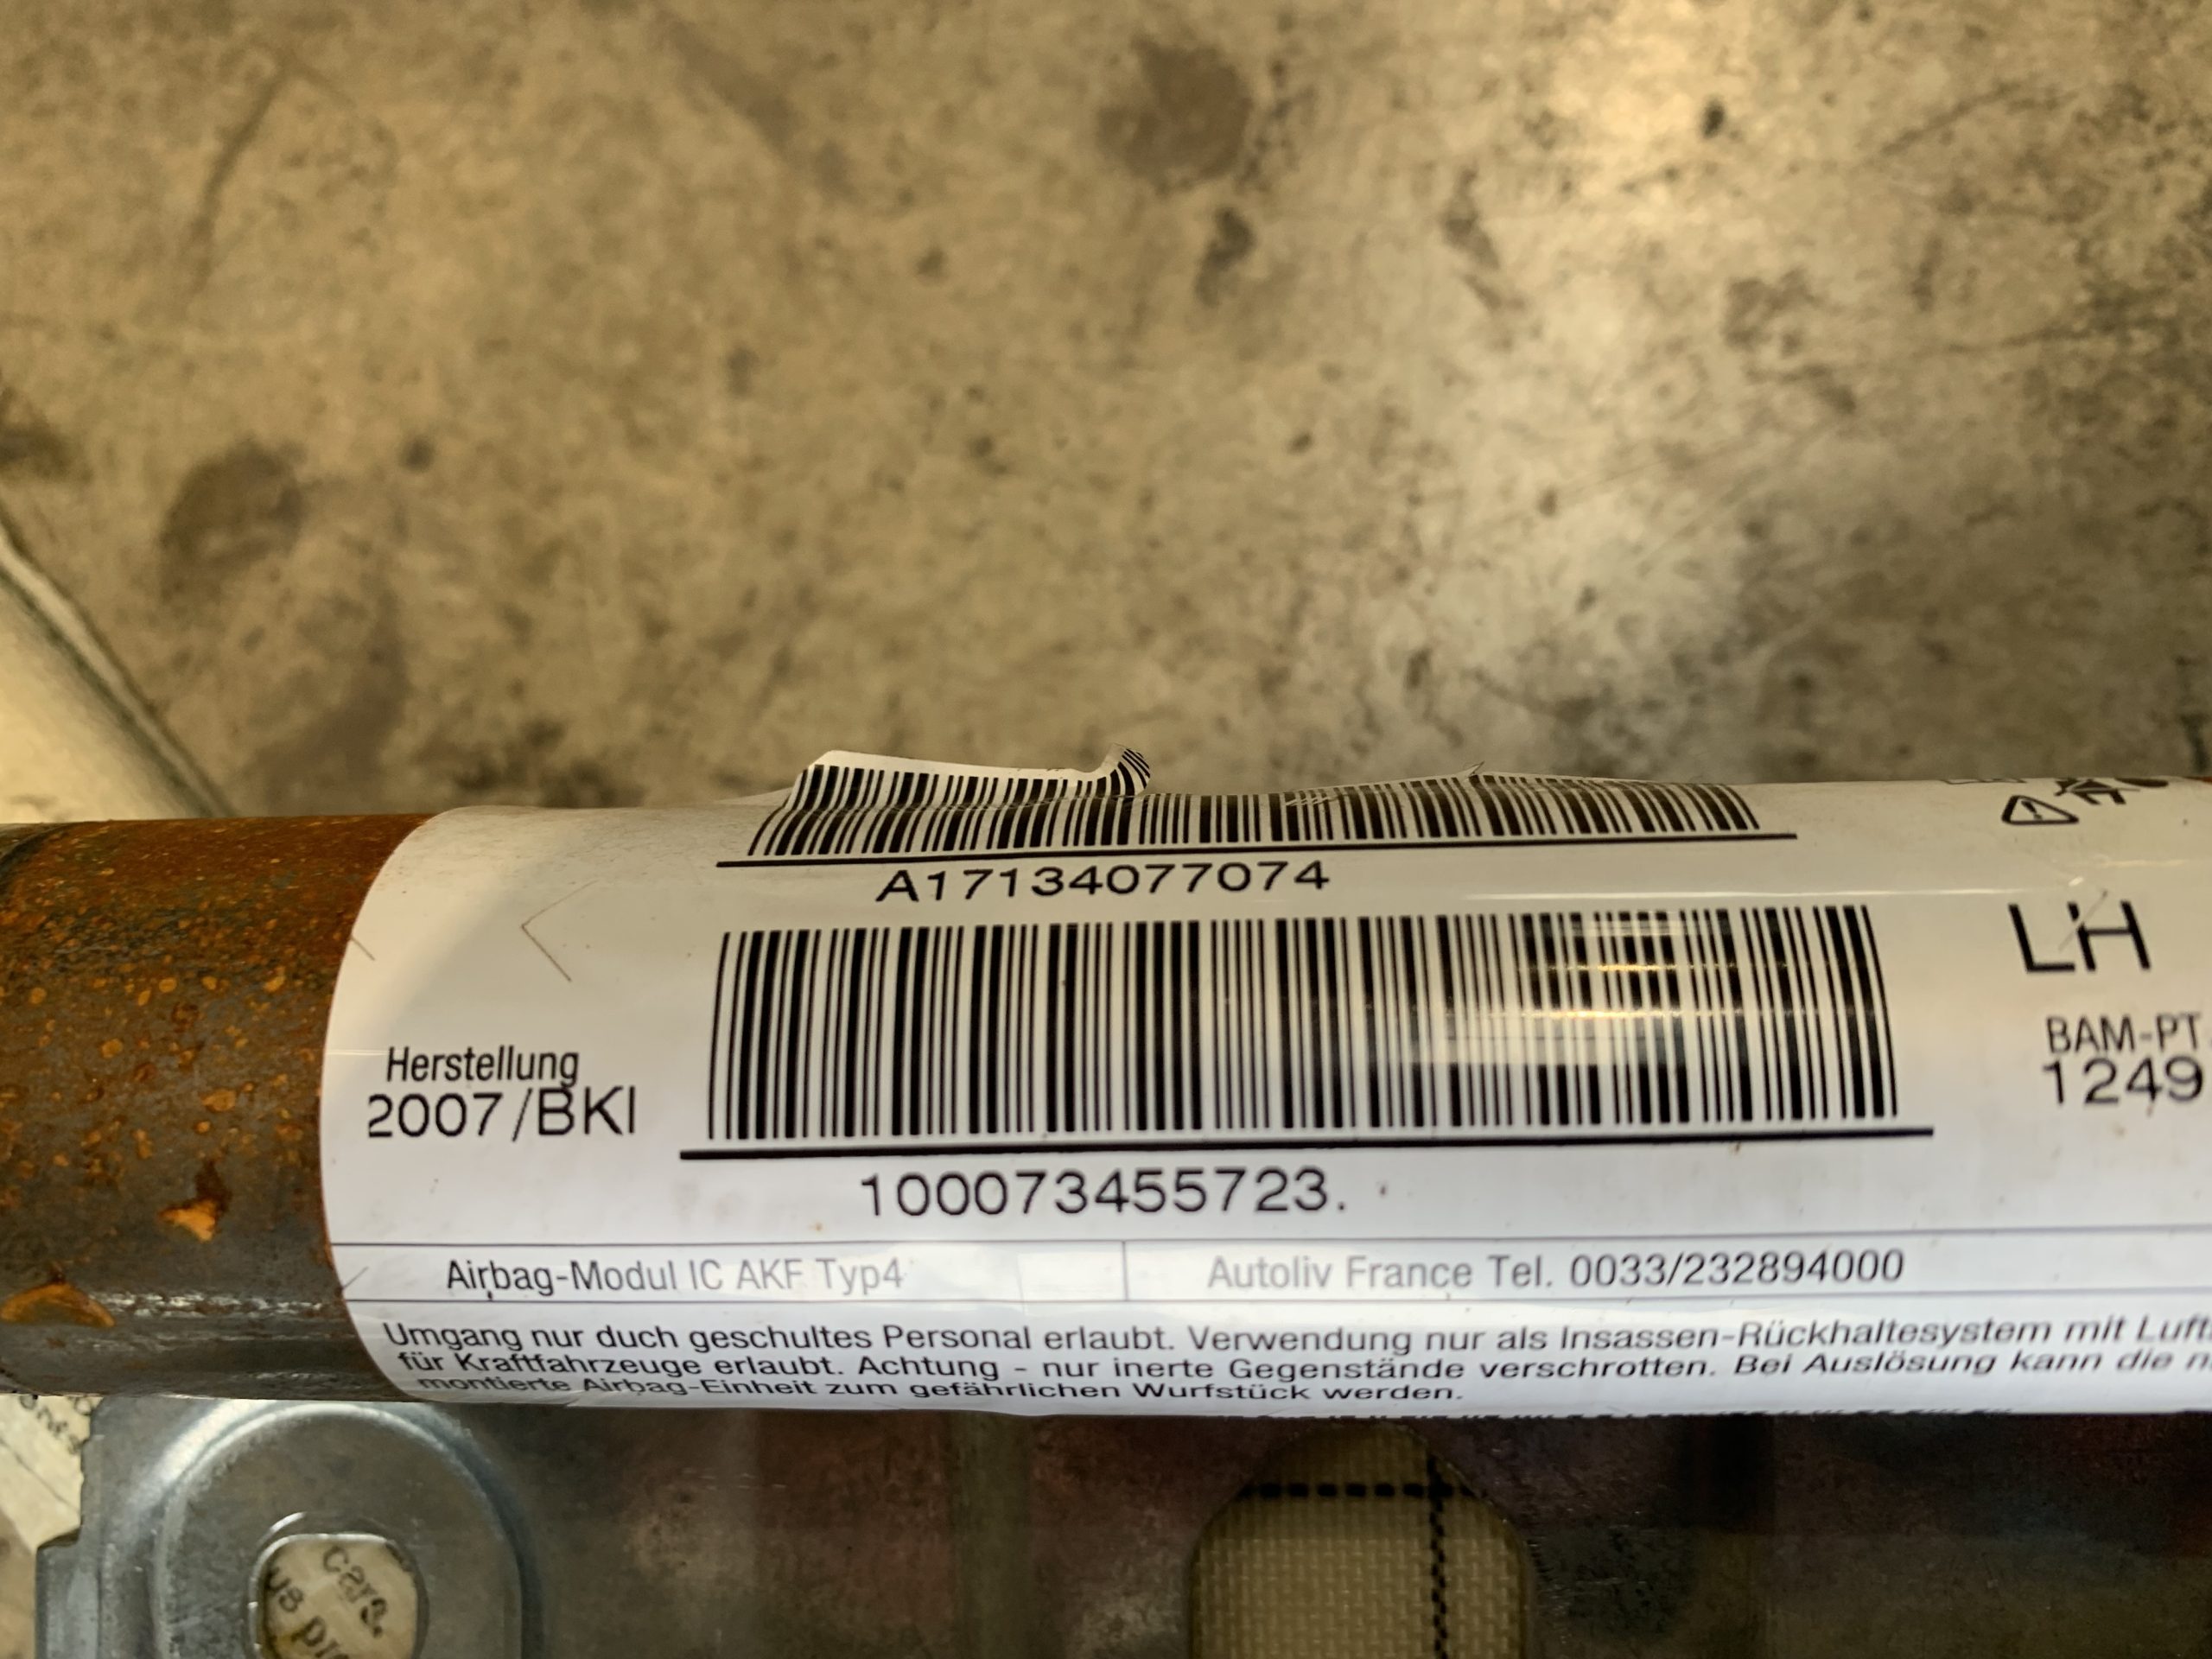 A17134077074
LH
Herstellung
2007/BKI
BAM-PT
1249
100073455723.
Airbag-Modul IC AKF Typ4
Autoliv France Tel. 0033/232894000
Umgang nur duch geschultes Personal erlaubt. Verwendung nur als Insassen-Rückhaltesystem mit
für Kraftfahrzeuge erlaubt. Achtung - nur inerte Gegenstände verschrotten. Bei Auslösung kann die
montierte Airbag-Einheit zum gefährlichen Wurfstück werden.
cars.